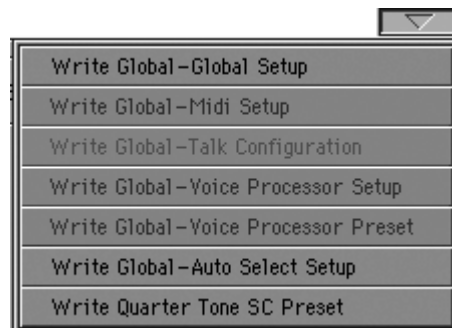 Write Global-Global Setup
Write Global-Midi Setup
Write Global-Talk Configuration
Write Global-Voice Processor Setup
Write Global-Voice Processor Preset
Write Global-Auto Select Setup
Write Quarter Tone SC Preset